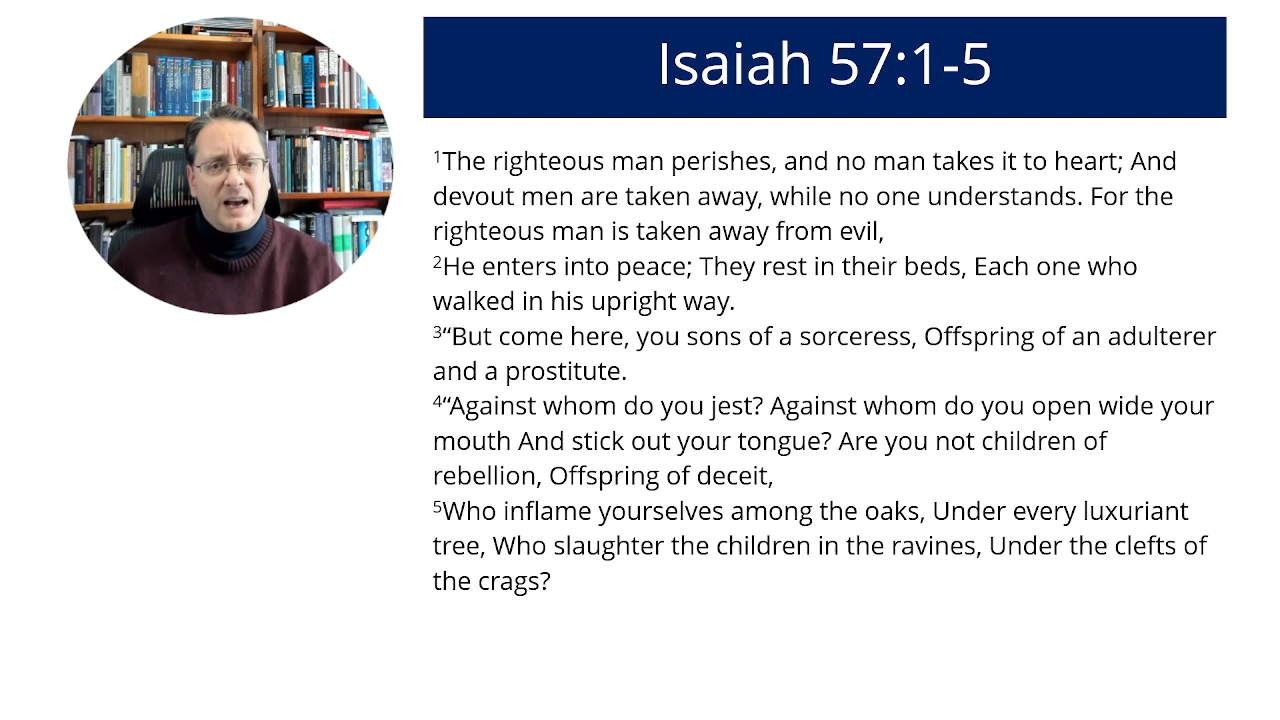 Isaiah 57:1-5
¹The righteous man perishes, and no man takes it to heart; And
devout men are taken away, while no one understands. For the
righteous man is taken away from evil,
²He enters into peace; They rest in their beds, Each one who
walked in his upright way.
³“But come here, you sons of a sorceress, Offspring of an adulterer
and a prostitute.
⁴“Against whom do you jest? Against whom do you open wide your
mouth And stick out your tongue? Are you not children of
rebellion, Offspring of deceit,
⁵Who inflame yourselves among the oaks, Under every luxuriant
tree, Who slaughter the children in the ravines, Under the clefts of
the crags?